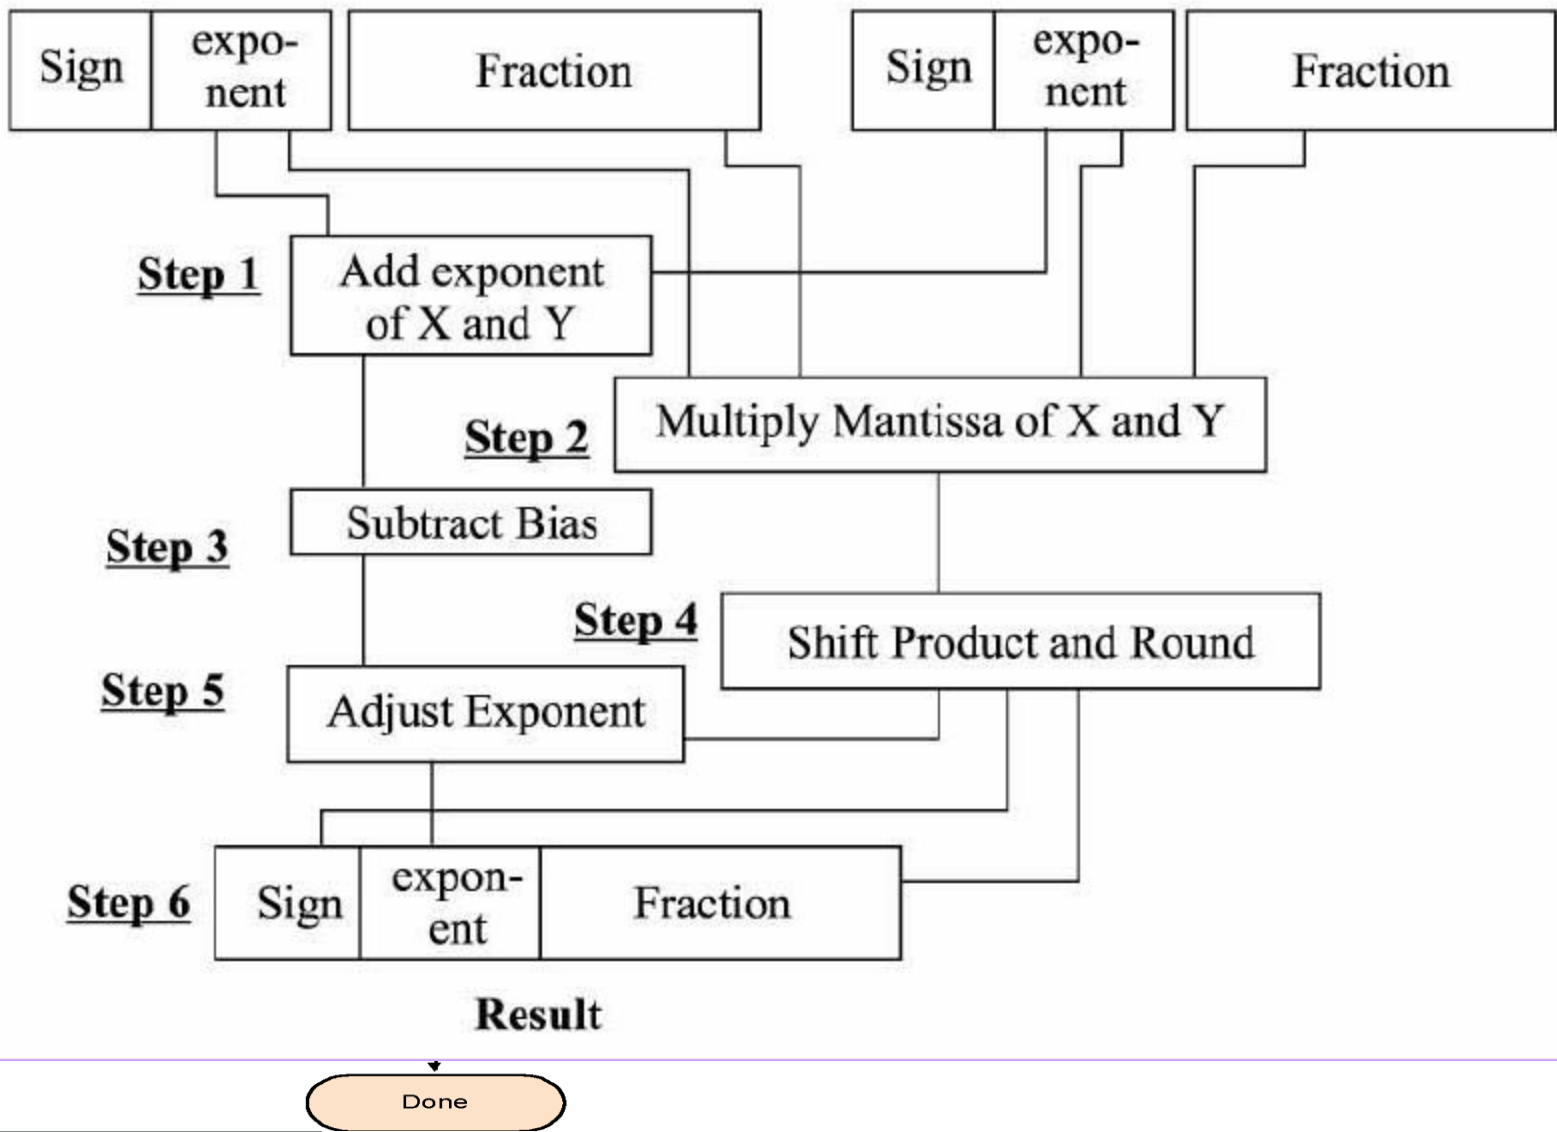 Sign
expo-
nent
Fraction
Sign
expo-
nent
Fraction
Step 1
Add exponent
of X and Y
Step 2
Multiply Mantissa of X and Y
Step 3
Subtract Bias
Step 4
Shift Product and Round
Step 5
Adjust Exponent
Step 6
Sign
expon-
ent
Fraction
Result
Done